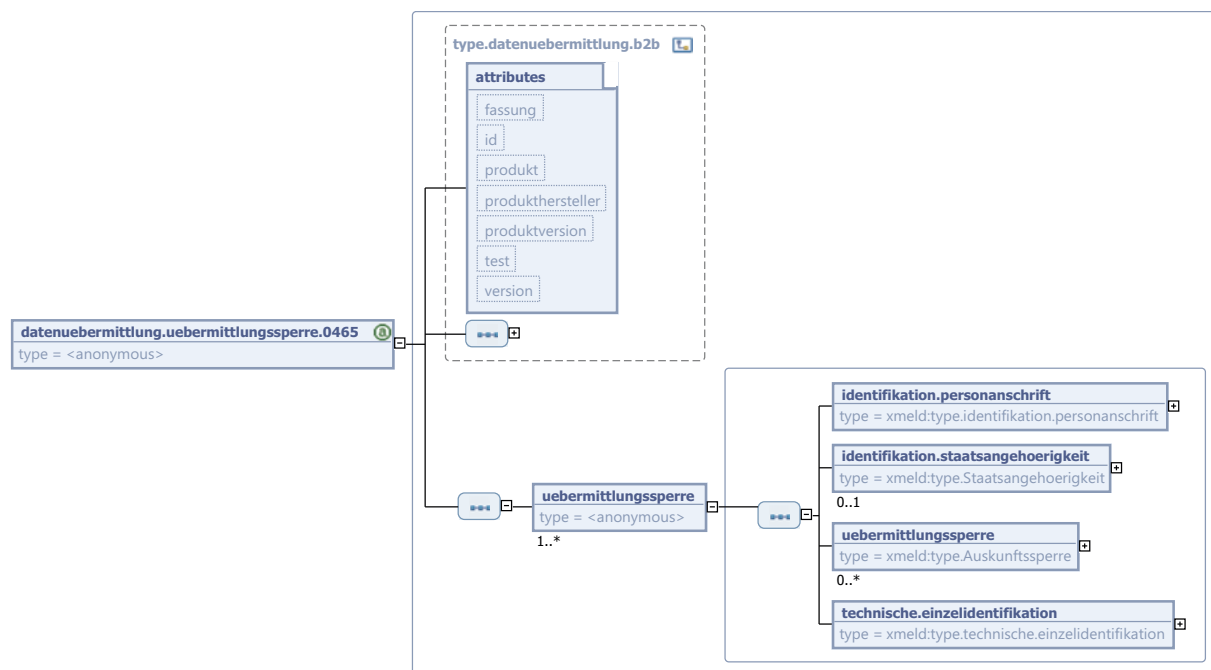 type.datenuebermittlung.b2b
attributes
fassung
id
produkt
produkthersteller
produktversion
test
version
datenuebermittlung.uebermittlungssperre.0465
type = <anonymous>
uebermittlungssperre
type = <anonymous>
1..*
identifikation.personanschrift
type = xmeld:type.identifikation.personanschrift
identifikation.staatsangehoerigkeit
type = xmeld:type.Staatsangehoerigkeit
0..1
uebermittlungssperre
type = xmeld:type.Auskunftssperre
0..*
technische.einzelidentifikation
type = xmeld:type.technische.einzelidentifikation